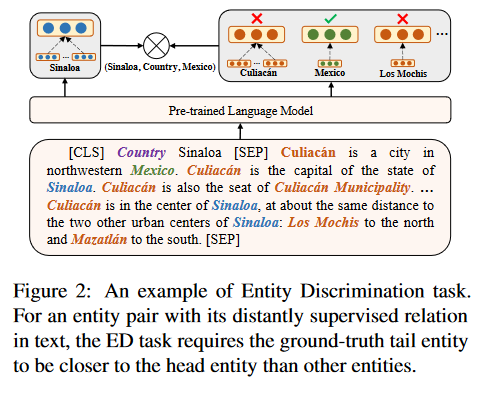 Sinaloa
(Sinaloa, Country, Mexico)
Culiacán
Mexico
Los Mochis
...
Pre-trained Language Model
[CLS] Country Sinaloa [SEP] Culiacán is a city in
northwestern Mexico. Culiacán is the capital of the state of
Sinaloa. Culiacán is also the seat of Culiacán Municipality. …
Culiacán is in the center of Sinaloa, at about the same distance to
the two other urban centers of Sinaloa: Los Mochis to the north
and Mazatlán to the south. [SEP]
Figure 2: An example of Entity Discrimination task.
For an entity pair with its distantly supervised relation
in text, the ED task requires the ground-truth tail entity
to be closer to the head entity than other entities.